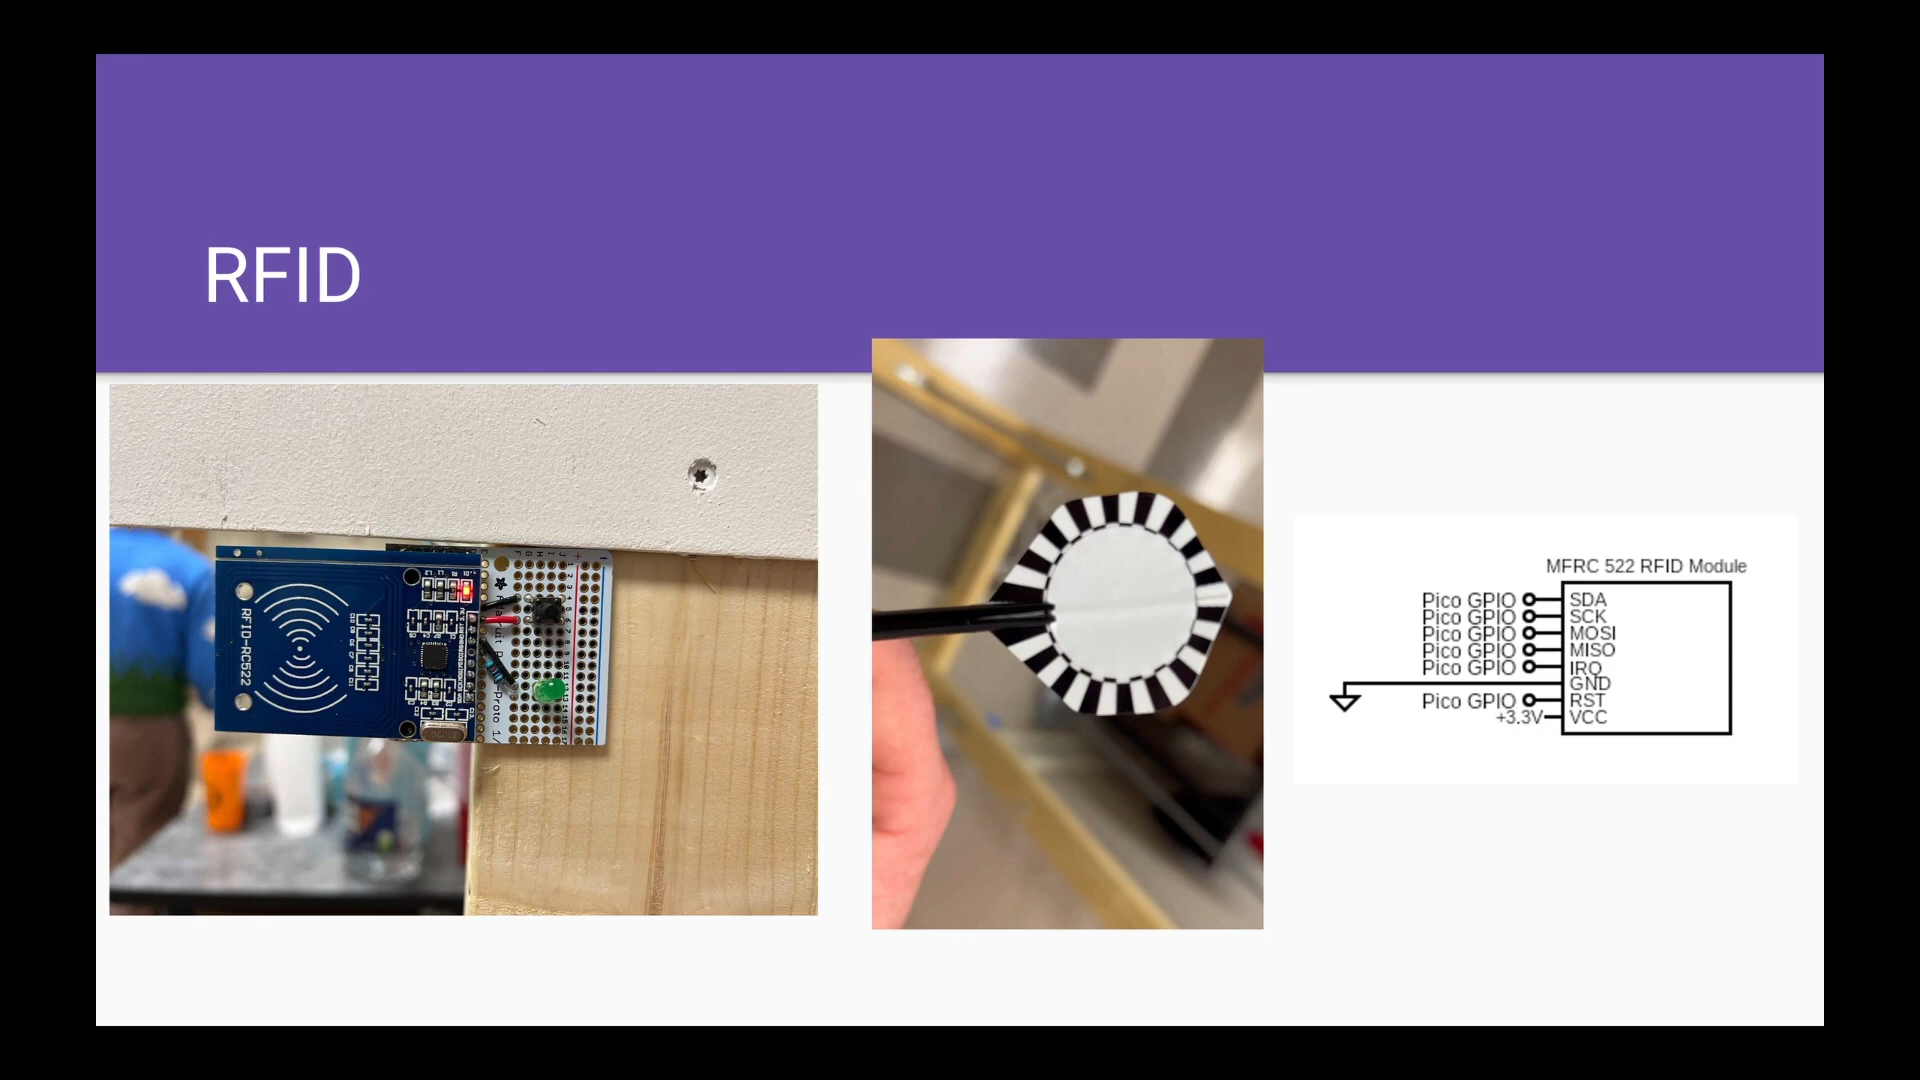 RFID
RFID-RC522
MFRC 522 RFID Module
Pico GPIO SDA
Pico GPIO SCK
Pico GPIO MOSI
Pico GPIO MISO
Pico GPIO IRQ
GND
Pico GPIO RST
+3.3V VCC